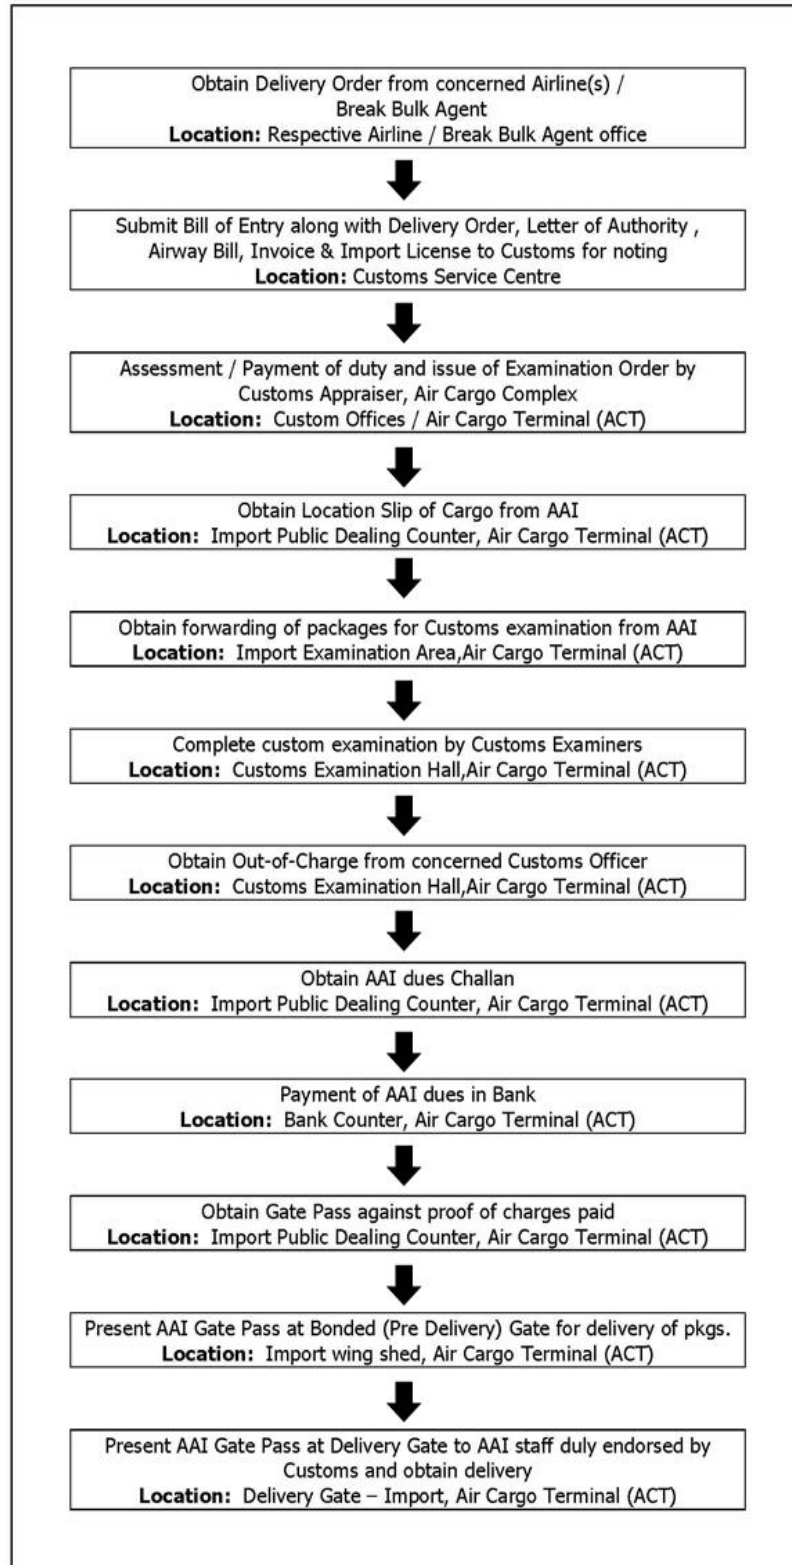 Obtain Delivery Order from concerned Airline(s) /
Break Bulk Agent
Location: Respective Airline / Break Bulk Agent office
Submit Bill of Entry along with Delivery Order, Letter of Authority ,
Airway Bill, Invoice & Import License to Customs for noting
Location: Customs Service Centre
Assessment / Payment of duty and issue of Examination Order by
Customs Appraiser, Air Cargo Complex
Location: Custom Offices / Air Cargo Terminal (ACT)
Obtain Location Slip of Cargo from AAI
Location: Import Public Dealing Counter, Air Cargo Terminal (ACT)
Obtain forwarding of packages for Customs examination from AAI
Location: Import Examination Area,Air Cargo Terminal (ACT)
Complete custom examination by Customs Examiners
Location: Customs Examination Hall,Air Cargo Terminal (ACT)
Obtain Out-of-Charge from concerned Customs Officer
Location: Customs Examination Hall,Air Cargo Terminal (ACT)
Obtain AAI dues Challan
Location: Import Public Dealing Counter, Air Cargo Terminal (ACT)
Payment of AAI dues in Bank
Location: Bank Counter, Air Cargo Terminal (ACT)
Obtain Gate Pass against proof of charges paid
Location: Import Public Dealing Counter, Air Cargo Terminal (ACT)
Present AAI Gate Pass at Bonded (Pre Delivery) Gate for delivery of pkgs.
Location: Import wing shed, Air Cargo Terminal (ACT)
Present AAI Gate Pass at Delivery Gate to AAI staff duly endorsed by
Customs and obtain delivery
Location: Delivery Gate – Import, Air Cargo Terminal (ACT)